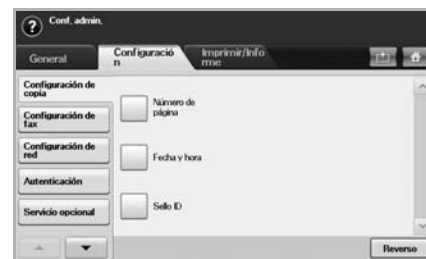 ? Conf. admin.
General
Configuració
n
Imprimir/Info
rme
Configuración de
copia
Configuración de
fax
Configuración de
red
Autenticación
Servicio opcional
Número de
página
Fecha y hora
Sello ID
Reverso